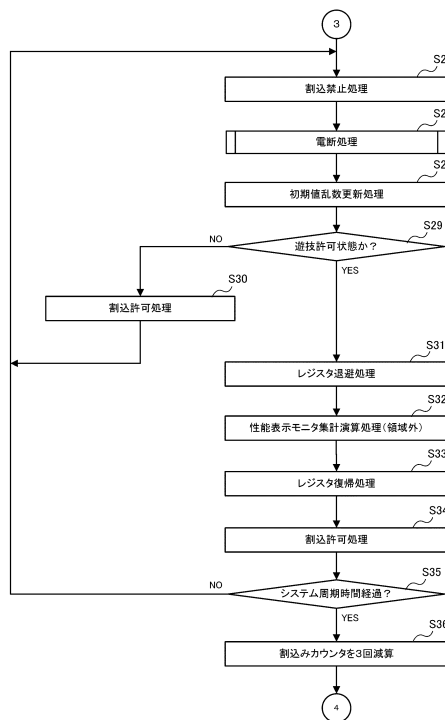 3
S2
割込禁止処理
S2
電断処理
S2
初期値乱数更新処理
S29
遊技許可状態か？
NO
YES
S30
割込許可処理
S31
レジスタ退避処理
S32
性能表示モニタ集計演算処理（領域外）
S33
レジスタ復帰処理
S34
割込許可処理
S35
システム周期時間経過？
NO
YES
S36
割込みカウンタを3回減算
4